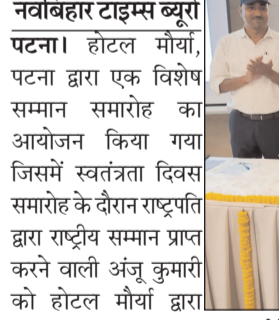 नवबिहार टाइम्स ब्यूरो
पटना। होटल मौर्या,
पटना द्वारा एक विशेष
सम्मान समारोह का
आयोजन किया गया
जिसमें स्वतंत्रता दिवस
समारोह के दौरान राष्ट्रपति
द्वारा राष्ट्रीय सम्मान प्राप्त
करने वाली अंजू कुमारी
को होटल मौर्या द्वारा